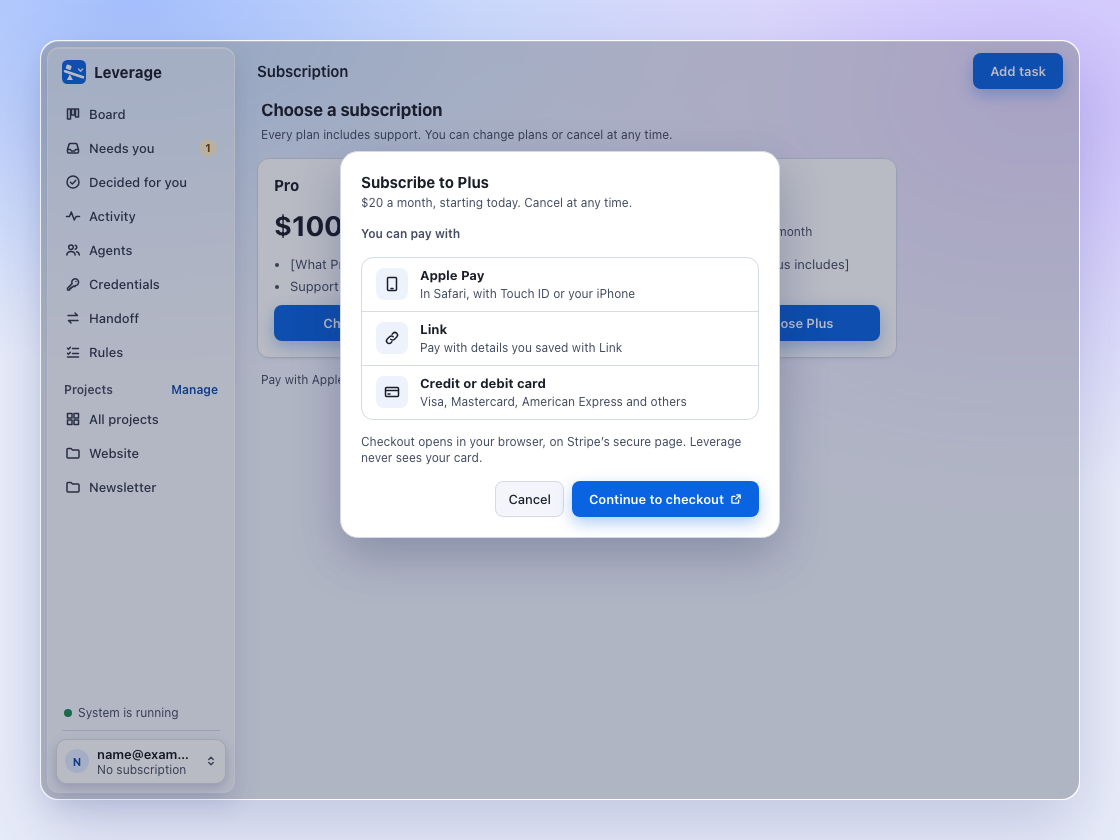 Leverage
Board
Needs you 1
Decided for you
Activity
Agents
Credentials
Handoff
Rules
Projects Manage
All projects
Website
Newsletter
System is running
N
name@exam...
No subscription
Subscription
Add task
Choose a subscription
Every plan includes support. You can change plans or cancel at any time.
Pro
$100
month
[What
includes]
Support
Plus
Pay with
Subscribe to Plus
$20 a month, starting today. Cancel at any time.
You can pay with
Apple Pay
In Safari, with Touch ID or your iPhone
Link
Pay with details you saved with Link
Credit or debit card
Visa, Mastercard, American Express and others
Checkout opens in your browser, on Stripe's secure page. Leverage
never sees your card.
Cancel
Continue to checkout